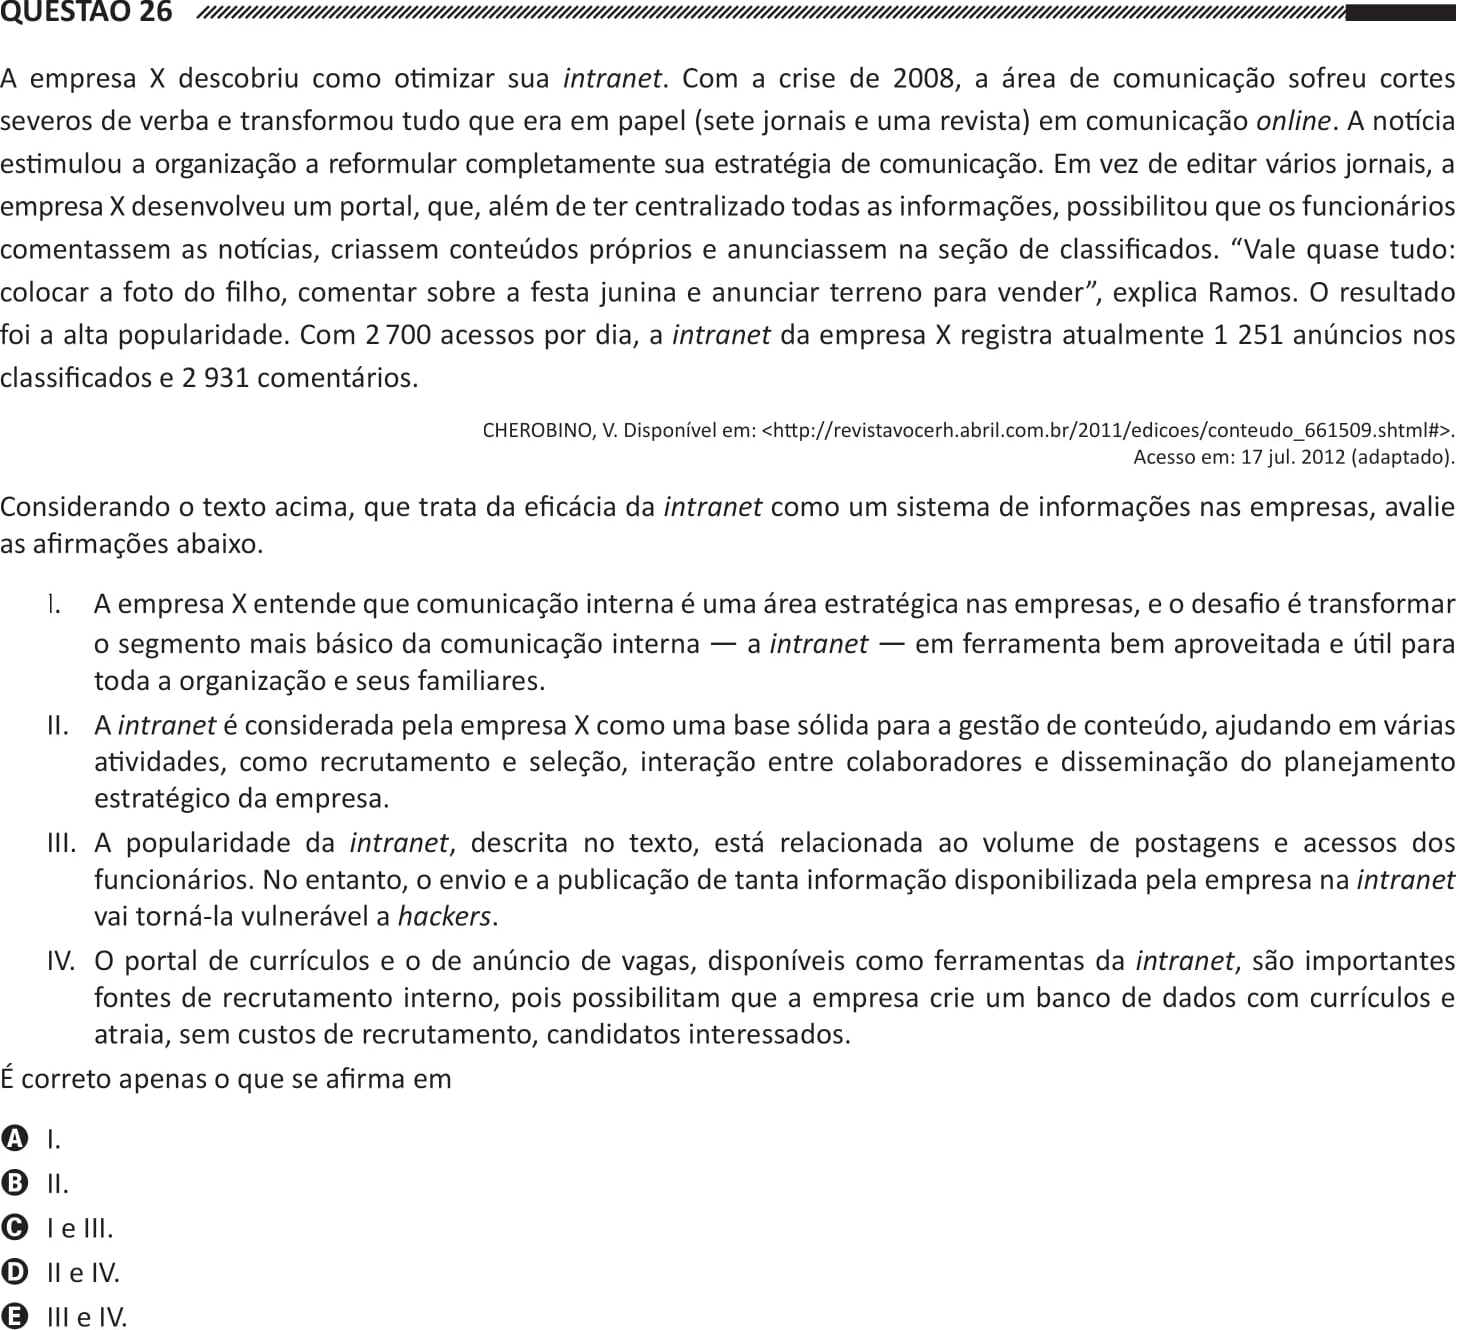 QUESTÃO 26
A empresa X descobriu como otimizar sua intranet. Com a crise de 2008, a área de comunicação sofreu cortes
severos de verba e transformou tudo que era em papel (sete jornais e uma revista) em comunicação online. A notícia
estimulou a organização a reformular completamente sua estratégia de comunicação. Em vez de editar vários jornais, a
empresa X desenvolveu um portal, que, além de ter centralizado todas as informações, possibilitou que os funcionários
comentassem as notícias, criassem conteúdos próprios e anunciassem na seção de classificados. “Vale quase tudo:
colocar a foto do filho, comentar sobre a festa junina e anunciar terreno para vender”, explica Ramos. O resultado
foi a alta popularidade. Com 2 700 acessos por dia, a intranet da empresa X registra atualmente 1 251 anúncios nos
classificados e 2 931 comentários.
CHEROBINO, V. Disponível em: <http://revistavocerh.abril.com.br/2011/edicoes/conteudo_661509.shtml#>.
Acesso em: 17 jul. 2012 (adaptado).
Considerando o texto acima, que trata da eficácia da intranet como um sistema de informações nas empresas, avalie
as afirmações abaixo.
I. A empresa X entende que comunicação interna é uma área estratégica nas empresas, e o desafio é transformar
o segmento mais básico da comunicação interna — a intranet — em ferramenta bem aproveitada e útil para
toda a organização e seus familiares.
II. A intranet é considerada pela empresa X como uma base sólida para a gestão de conteúdo, ajudando em várias
atividades, como recrutamento e seleção, interação entre colaboradores e disseminação do planejamento
estratégico da empresa.
III. A popularidade da intranet, descrita no texto, está relacionada ao volume de postagens e acessos dos
funcionários. No entanto, o envio e a publicação de tanta informação disponibilizada pela empresa na intranet
vai torná-la vulnerável a hackers.
IV. O portal de currículos e o de anúncio de vagas, disponíveis como ferramentas da intranet, são importantes
fontes de recrutamento interno, pois possibilitam que a empresa crie um banco de dados com currículos e
atraia, sem custos de recrutamento, candidatos interessados.
É correto apenas o que se afirma em
A I.
B II.
C I e III.
D II e IV.
E III e IV.